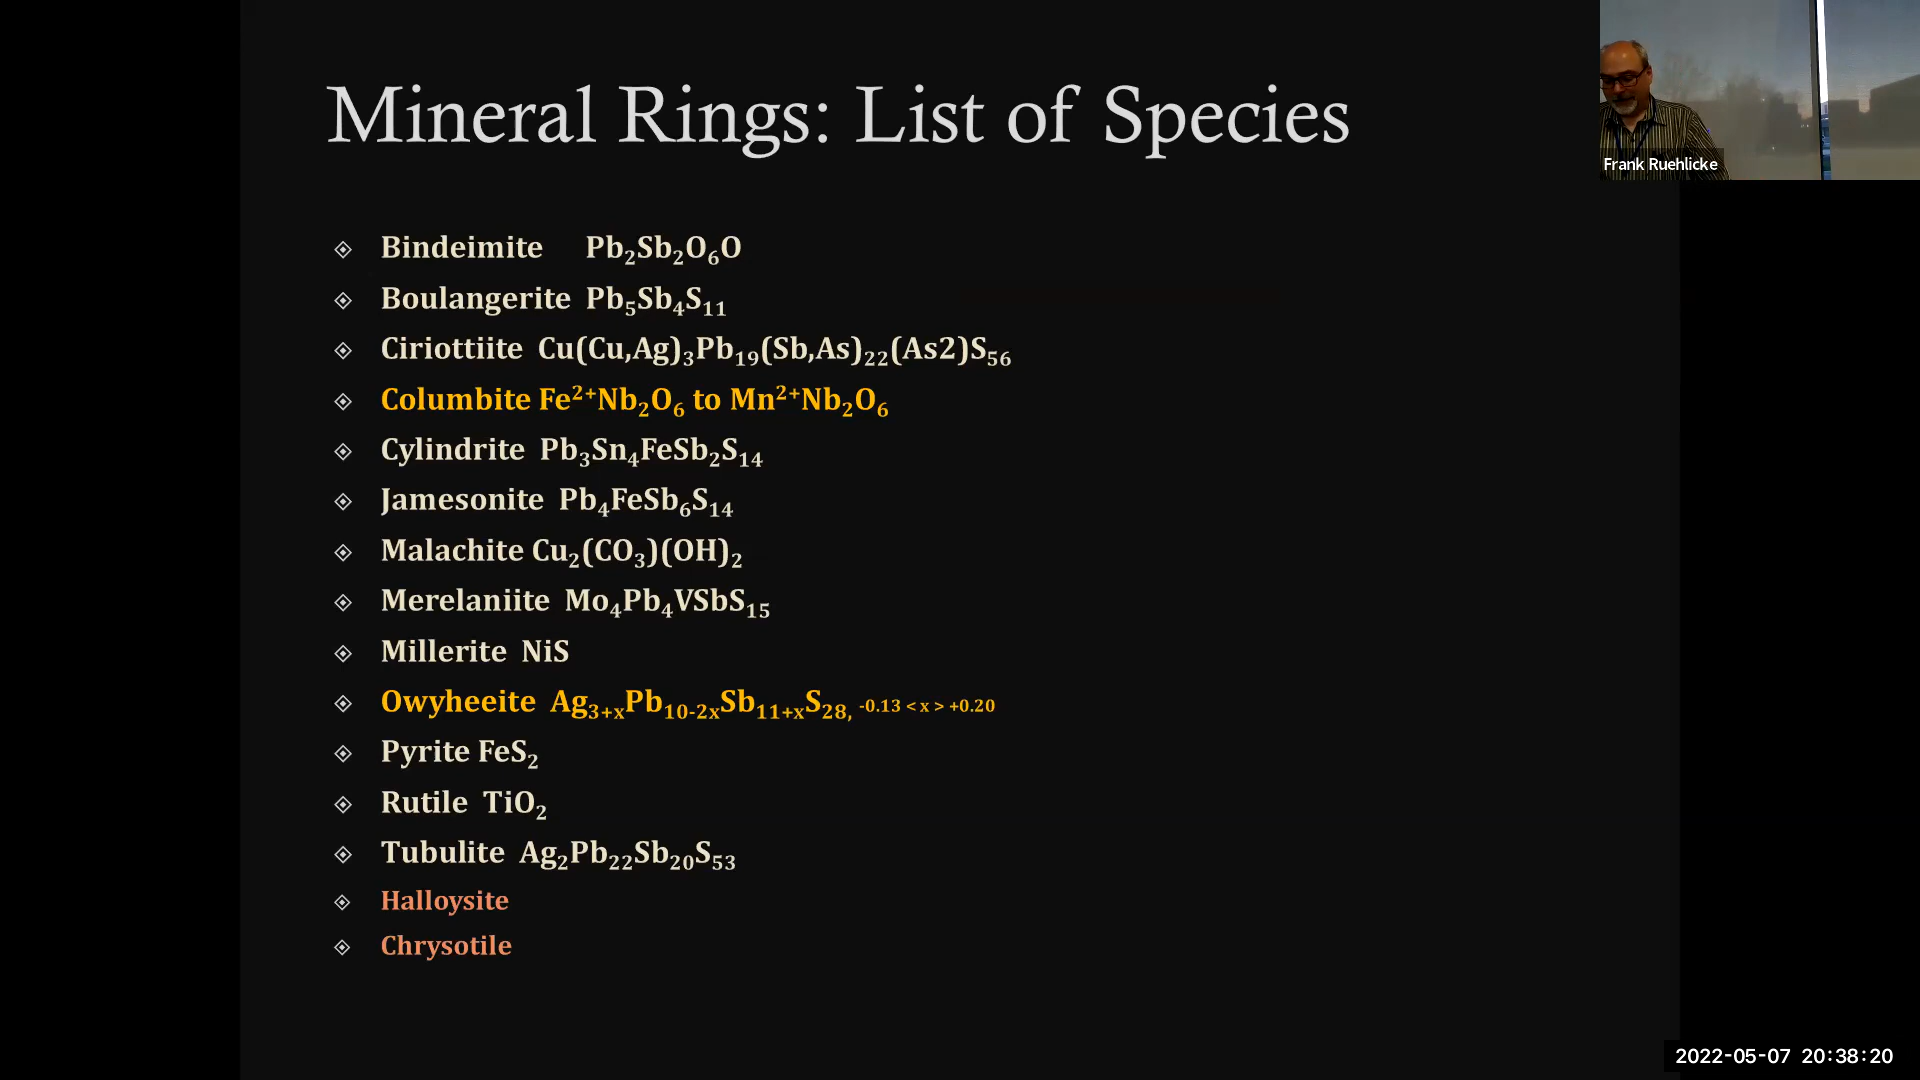 Mineral Rings: List of Species
Frank Ruehlicke
Bindeimite Pb₂Sb₂O₆O
Boulangerite Pb₅Sb₄S₁₁
Ciriottiite Cu(Cu,Ag)₃Pb₁₉(Sb,As)₂₂(As2)S₅₆
Columbite Fe²⁺Nb₂O₆ to Mn²⁺Nb₂O₆
Cylindrite Pb₃Sn₄FeSb₂S₁₄
Jamesonite Pb₄FeSb₆S₁₄
Malachite Cu₂(CO₃)(OH)₂
Merelaniite Mo₄Pb₄VSbS₁₅
Millerite NiS
Owyheeite Ag₃₊ₓPb₁₀₋₂ₓSb₁₁₊ₓS₂₈, -0.13 < x > +0.20
Pyrite FeS₂
Rutile TiO₂
Tubulite Ag₂Pb₂₂Sb₂₀S₅₃
Halloysite
Chrysotile
2022-05-07 20:38:20